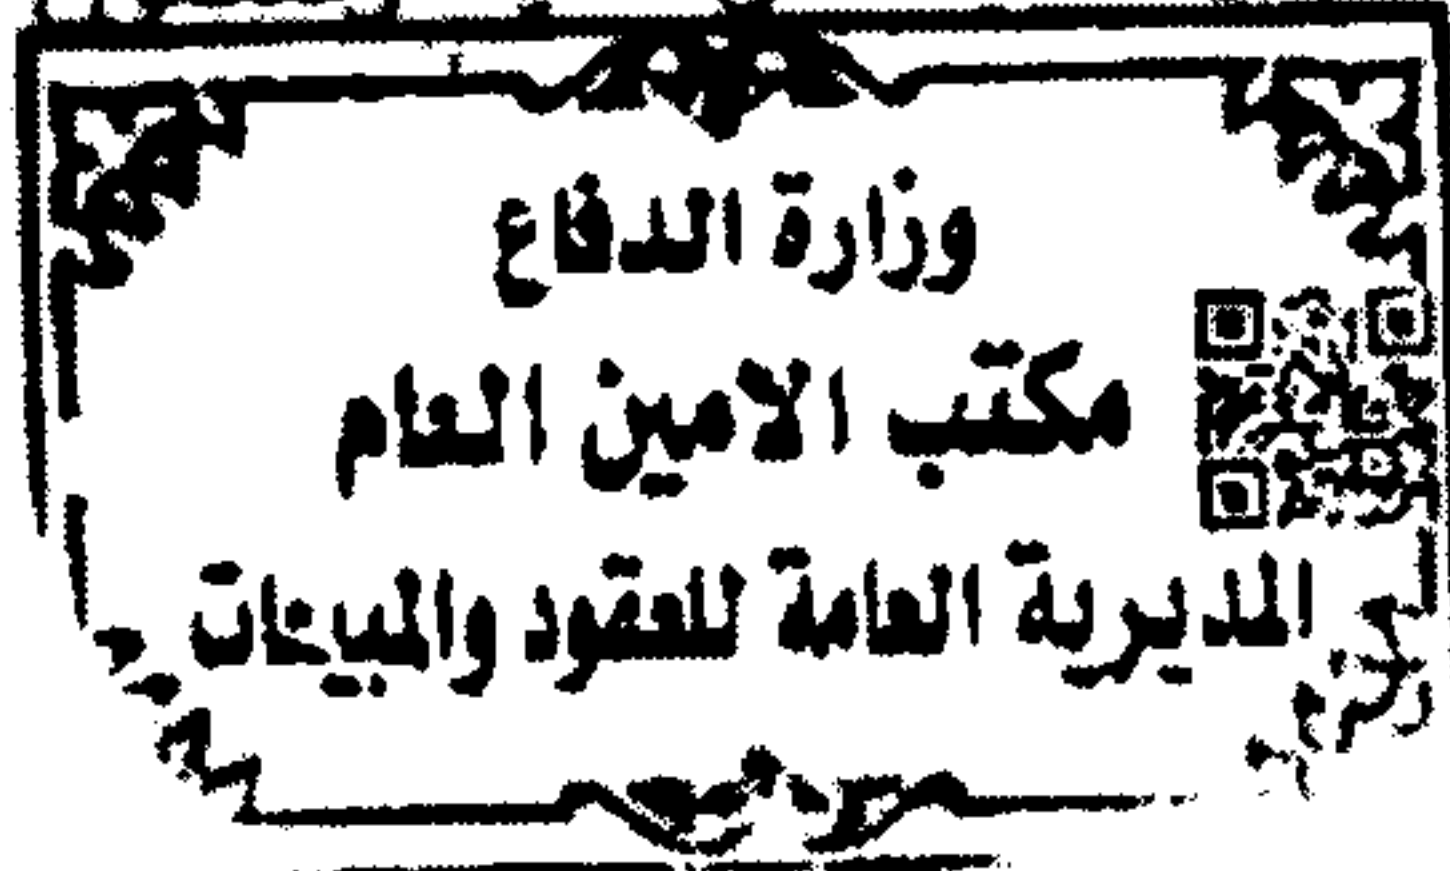 وزارة الدفاع
مكتب الامين العام
المديرية العامة للعقود والمبيعات